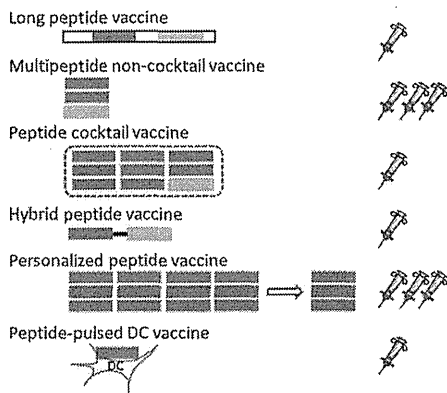 Long peptide vaccine
Multipeptide non-cocktail vaccine
Peptide cocktail vaccine
Hybrid peptide vaccine
Personalized peptide vaccine
Peptide-pulsed DC vaccine
DC